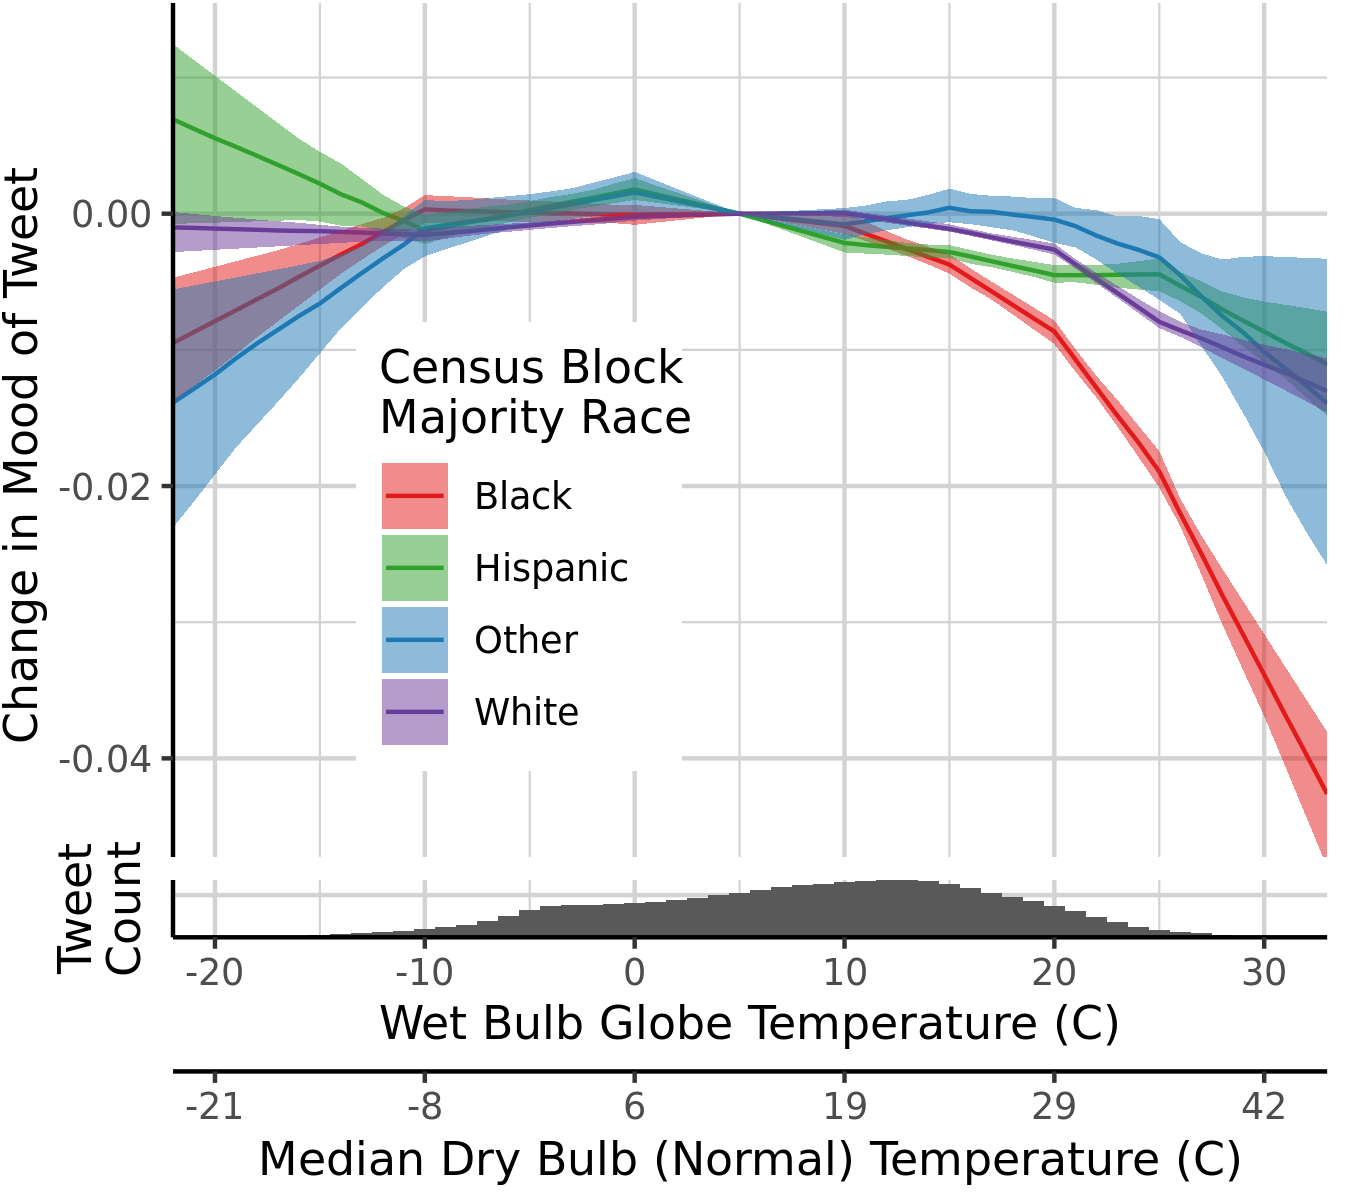 Change in Mood of Tweet
0.00
-0.02
-0.04
Census Block
Majority Race
Black
Hispanic
Other
White
Tweet
Count
-20 -10 0 10 20 30
Wet Bulb Globe Temperature (C)
-21 -8 6 19 29 42
Median Dry Bulb (Normal) Temperature (C)